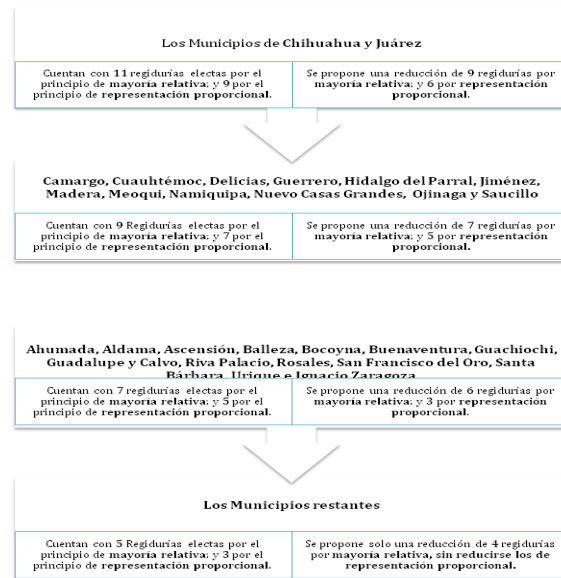 Los Municipios de Chihuahua y Juárez
Cuentan con 11 regidurías electas por el
principio de mayoría relativa; y 9 por el
principio de representación proporcional.
Se propone una reducción de 9 regidurías por
mayoría relativa; y 6 por representación
proporcional.
Camargo, Cuauhtémoc, Delicias, Guerrero, Hidalgo del Parral, Jiménez,
Madera, Meoqui, Namiquipa, Nuevo Casas Grandes, Ojinaga y Saucillo
Cuentan con 9 Regidurías electas por el
principio de mayoría relativa; y 7 por el
principio de representación proporcional.
Se propone una reducción de 7 regidurías por
mayoría relativa; y 5 por representación
proporcional.
Ahumada, Aldama, Ascensión, Balleza, Bocoyna, Buenaventura, Guachiochi,
Guadalupe y Calvo, Riva Palacio, Rosales, San Francisco del Oro, Santa
Bárbara, Urique e Ignacio Zaragoza
Cuentan con 7 regidurías electas por el
principio de mayoría relativa; y 5 por el
principio de representación proporcional.
Se propone una reducción de 6 regidurías por
mayoría relativa; y 3 por representación
proporcional.
Los Municipios restantes
Cuentan con 5 Regidurías electas por el
principio de mayoría relativa; y 3 por el
principio de representación proporcional.
Se propone solo una reducción de 4 regidurías
por mayoría relativa, sin reducirse los de
representación proporcional.